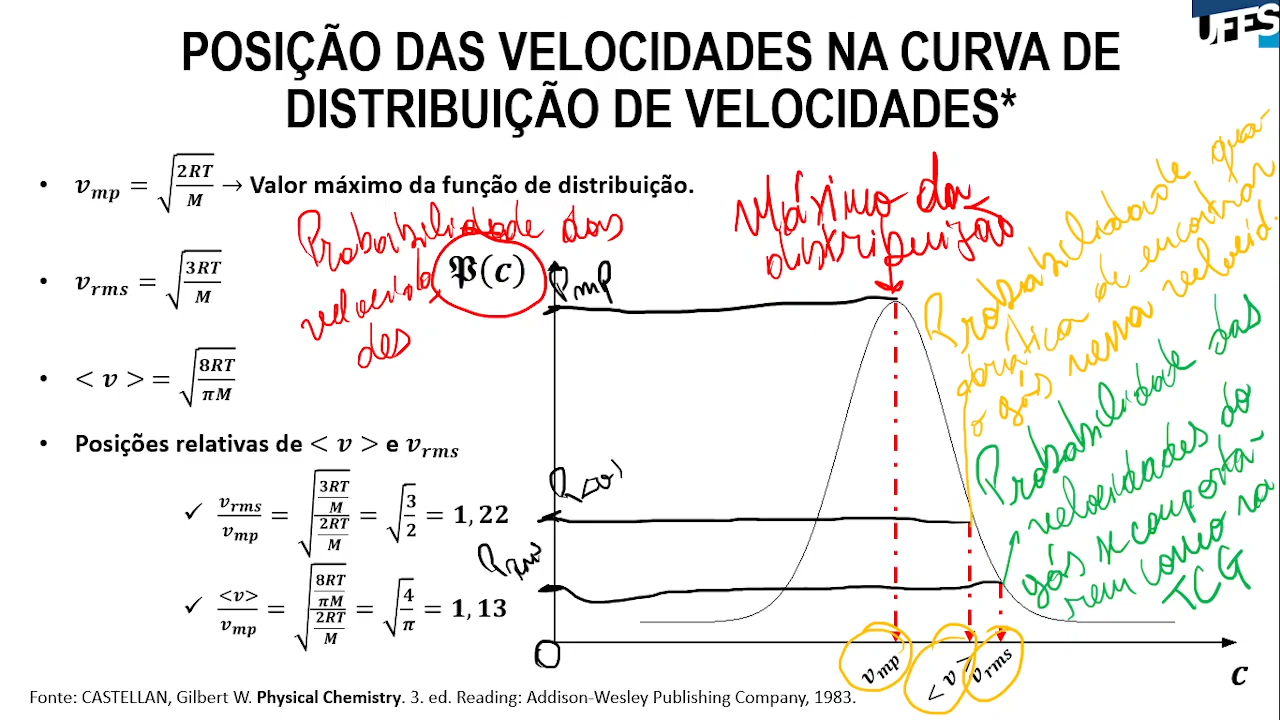 UFES
POSIÇÃO DAS VELOCIDADES NA CURVA DE
DISTRIBUIÇÃO DE VELOCIDADES*
• v_mp = √(2RT/M) → Valor máximo da função de distribuição.
• v_rms = √(3RT/M)
• < v > = √(8RT/πM)
• Posições relativas de < v > e v_rms
✓ v_rms/v_mp = √((3RT/M)/(2RT/M)) = √(3/2) = 1,22
✓ <v>/v_mp = √((8RT/πM)/(2RT/M)) = √(4/π) = 1,13
Probabilidade das
velocida
des
𝔓(c)
Pmp
P<v>
0
Máximo da
distribuição
Probabilidade qua-
drática de encontrar
o gás nessa velocid
Probabilidade das
velocidades do
gás se comporta-
rem como na
TCG
v_mp
< v >
v_rms
c
Fonte: CASTELLAN, Gilbert W. Physical Chemistry. 3. ed. Reading: Addison-Wesley Publishing Company, 1983.